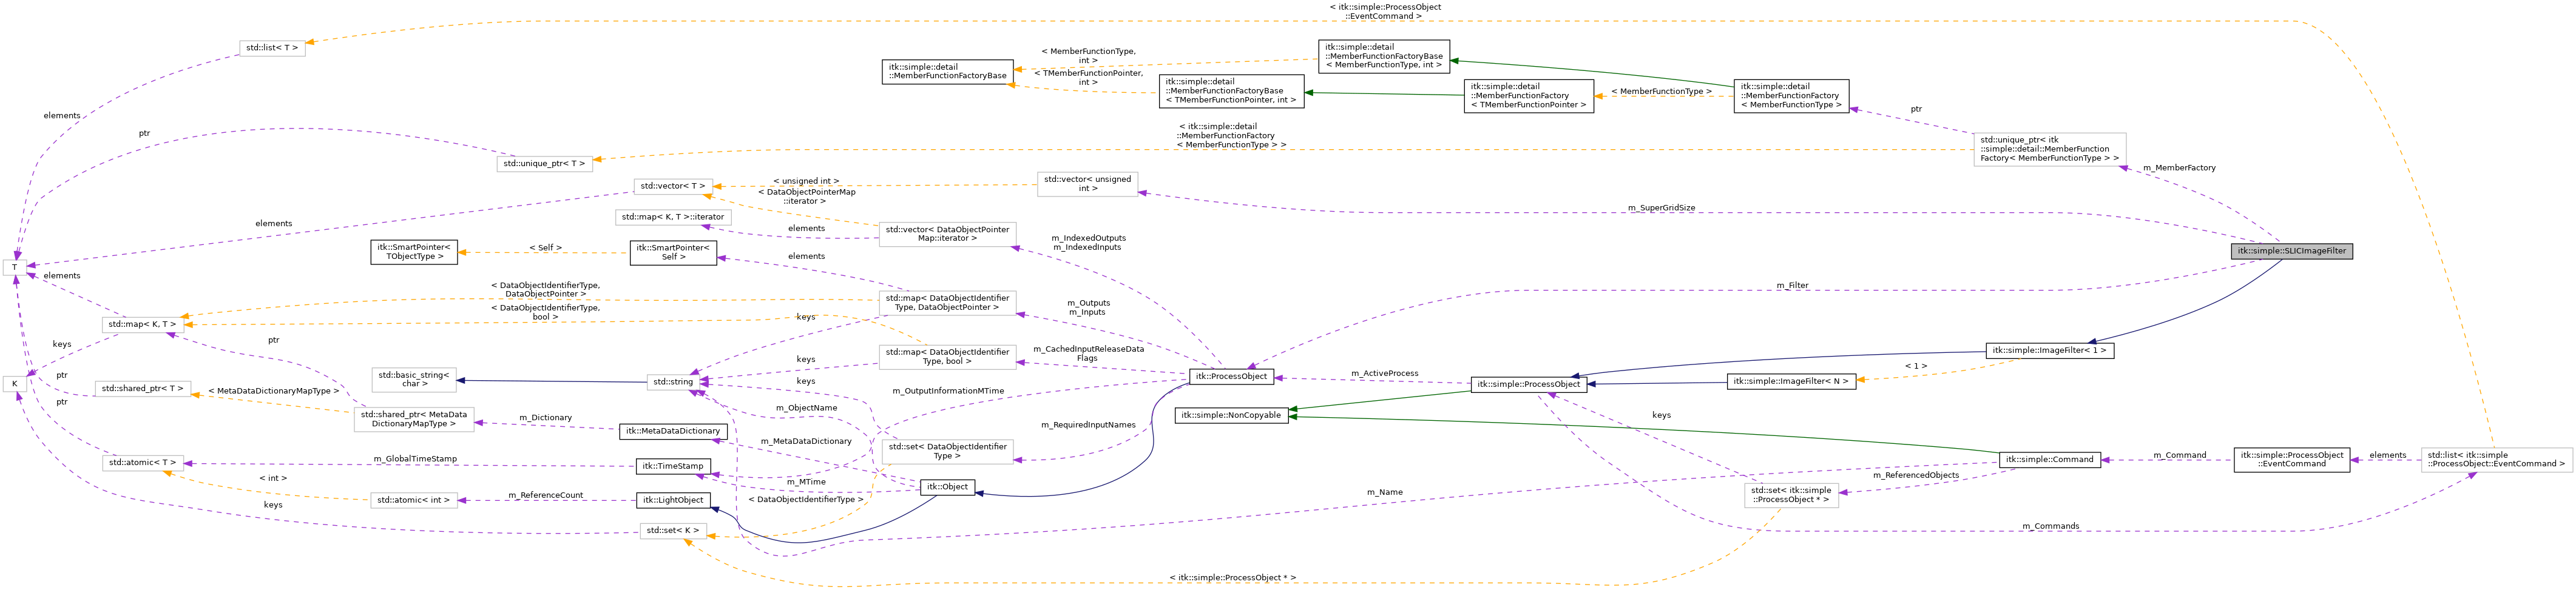 < itk::simple::ProcessObject
::EventCommand >
std::list< T >
itk::simple::detail
::MemberFunctionFactoryBase
< MemberFunctionType, int >
< MemberFunctionType,
int >
itk::simple::detail
::MemberFunctionFactoryBase
< TMemberFunctionPointer,
int >
itk::simple::detail
::MemberFunctionFactoryBase
< TMemberFunctionPointer, int >
itk::simple::detail
::MemberFunctionFactory
< TMemberFunctionPointer >
< MemberFunctionType >
itk::simple::detail
::MemberFunctionFactory
< MemberFunctionType >
ptr
elements
ptr
< itk::simple::detail
::MemberFunctionFactory
< MemberFunctionType > >
std::unique_ptr< itk
::simple::detail::MemberFunction
Factory< MemberFunctionType > >
std::unique_ptr< T >
m_MemberFactory
std::vector< T >
< unsigned int >
std::vector< unsigned
int >
< DataObjectPointerMap
::iterator >
m_SuperGridSize
elements
std::map< K, T >::iterator
elements
std::vector< DataObjectPointer
Map::iterator >
m_IndexedOutputs
m_IndexedInputs
itk::SmartPointer<
TObjectType >
< Self >
itk::SmartPointer<
Self >
elements
itk::simple::SLICImageFilter
T
elements
< DataObjectIdentifierType,
DataObjectPointer >
std::map< DataObjectIdentifier
Type, DataObjectPointer >
m_Outputs
m_Inputs
m_Filter
< DataObjectIdentifierType,
bool >
keys
std::map< K, T >
keys
ptr
keys
std::map< DataObjectIdentifier
Type, bool >
m_CachedInputReleaseData
Flags
itk::simple::ImageFilter< 1 >
< 1 >
ptr
K
std::shared_ptr< T >
< MetaDataDictionaryMapType >
std::basic_string<
char >
std::string
keys
m_OutputInformationMTime
itk::ProcessObject
m_ActiveProcess
itk::simple::ProcessObject
itk::simple::ImageFilter< N >
ptr
std::shared_ptr< MetaData
DictionaryMapType >
m_Dictionary
m_ObjectName
itk::simple::NonCopyable
keys
itk::MetaDataDictionary
m_MetaDataDictionary
m_RequiredInputNames
std::set< DataObjectIdentifier
Type >
std::atomic< T >
m_GlobalTimeStamp
itk::TimeStamp
m_MTime
itk::simple::Command
m_Command
itk::simple::ProcessObject
::EventCommand
elements
std::list< itk::simple
::ProcessObject::EventCommand >
m_ReferencedObjects
< int >
itk::Object
m_Name
std::set< itk::simple
::ProcessObject * >
std::atomic< int >
m_ReferenceCount
itk::LightObject
< DataObjectIdentifierType >
keys
std::set< K >
m_Commands
< itk::simple::ProcessObject * >